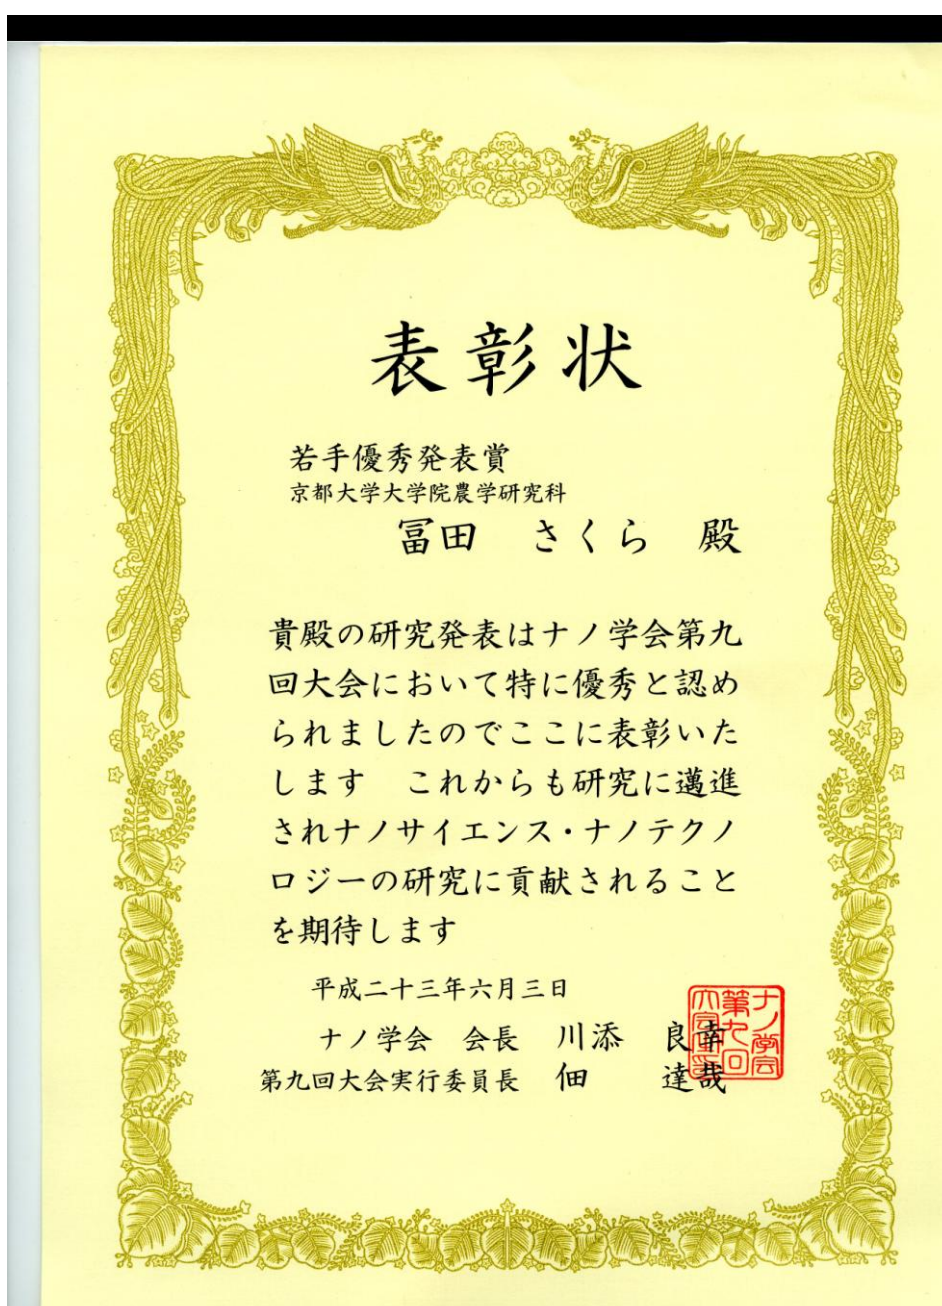 表彰状
若手優秀発表賞
京都大学大学院農学研究科
冨田　さくら　殿
貴殿の研究発表はナノ学会第九
回大会において特に優秀と認め
られましたのでここに表彰いた
します　これからも研究に邁進
されナノサイエンス・ナノテクノ
ロジーの研究に貢献されること
を期待します
平成二十三年六月三日
ナノ学会　会長　川添　良幸
第九回大会実行委員長　佃　達哉
ナノ学会
第九回